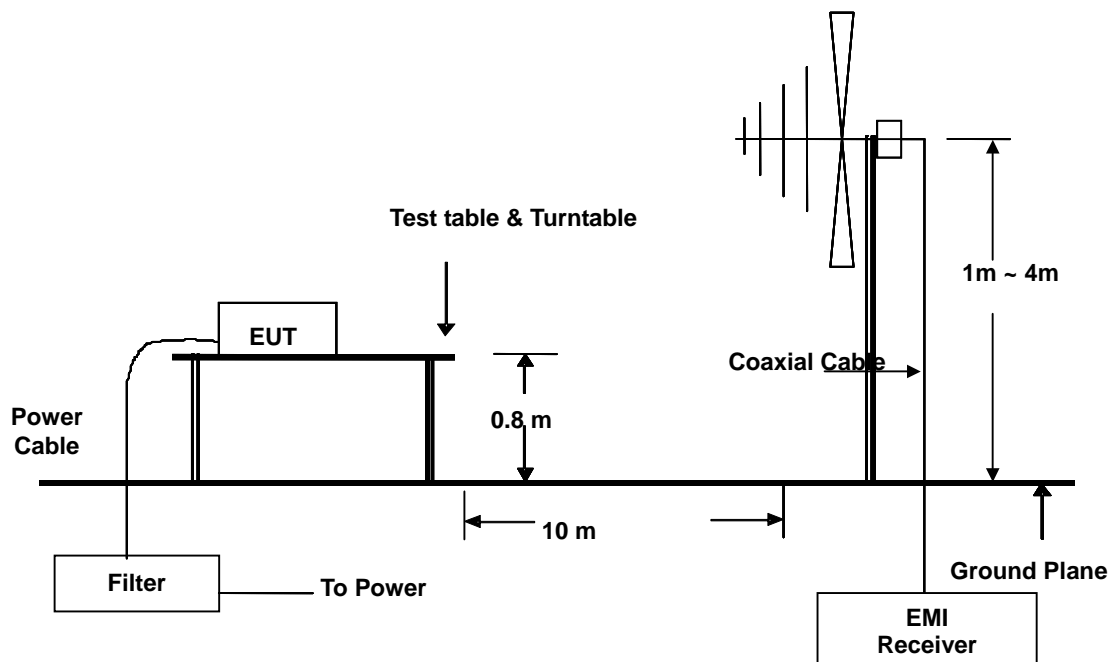 Test table & Turntable
1m ~ 4m
EUT
Coaxial Cable
0.8 m
Power
Cable
10 m
Filter
To Power
Ground Plane
EMI
Receiver